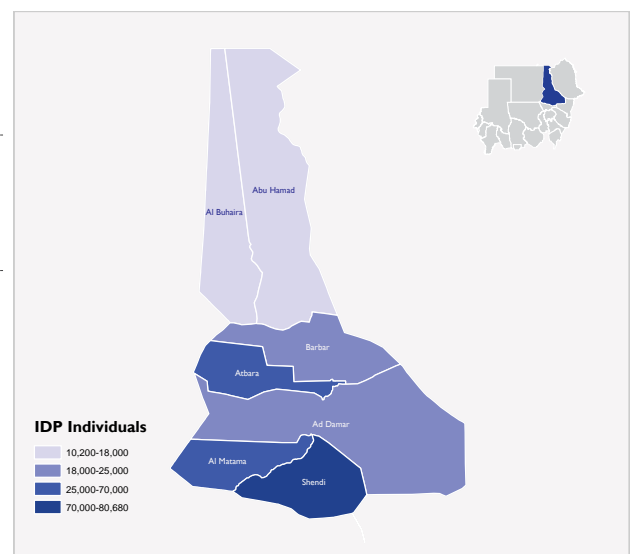 Abu Hamad
Al Buhaira
Barbar
Atbara
Ad Damar
Al Matama
Shendi
IDP Individuals
10,200-18,000
18,000-25,000
25,000-70,000
70,000-80,680